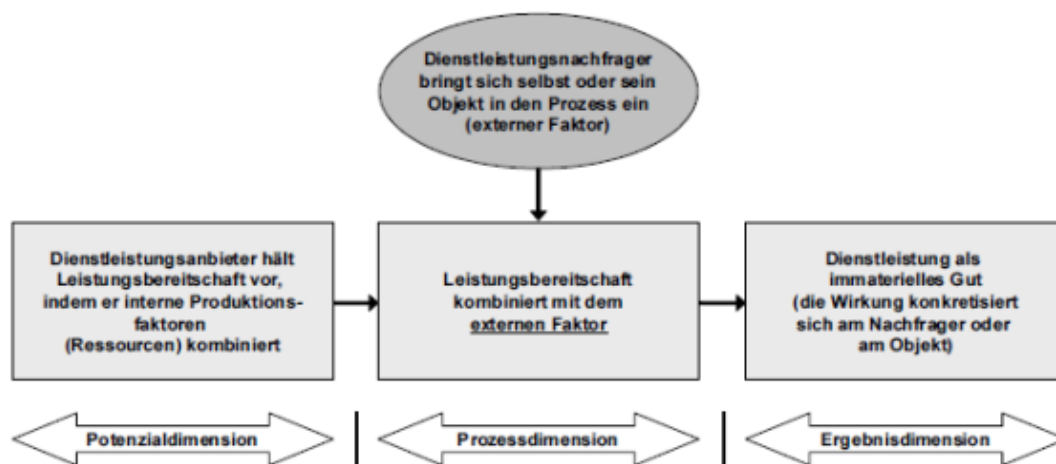 Dienstleistungsnachfrager
bringt sich selbst oder sein
Objekt in den Prozess ein
(externer Faktor)
Dienstleistungsanbieter hält
Leistungsbereitschaft vor,
indem er interne Produktions-
faktoren
(Ressourcen) kombiniert
Leistungsbereitschaft
kombiniert mit dem
externen Faktor
Dienstleistung als
immaterielles Gut
(die Wirkung konkretisiert
sich am Nachfrager oder
am Objekt)
Potenzialdimension
Prozessdimension
Ergebnisdimension